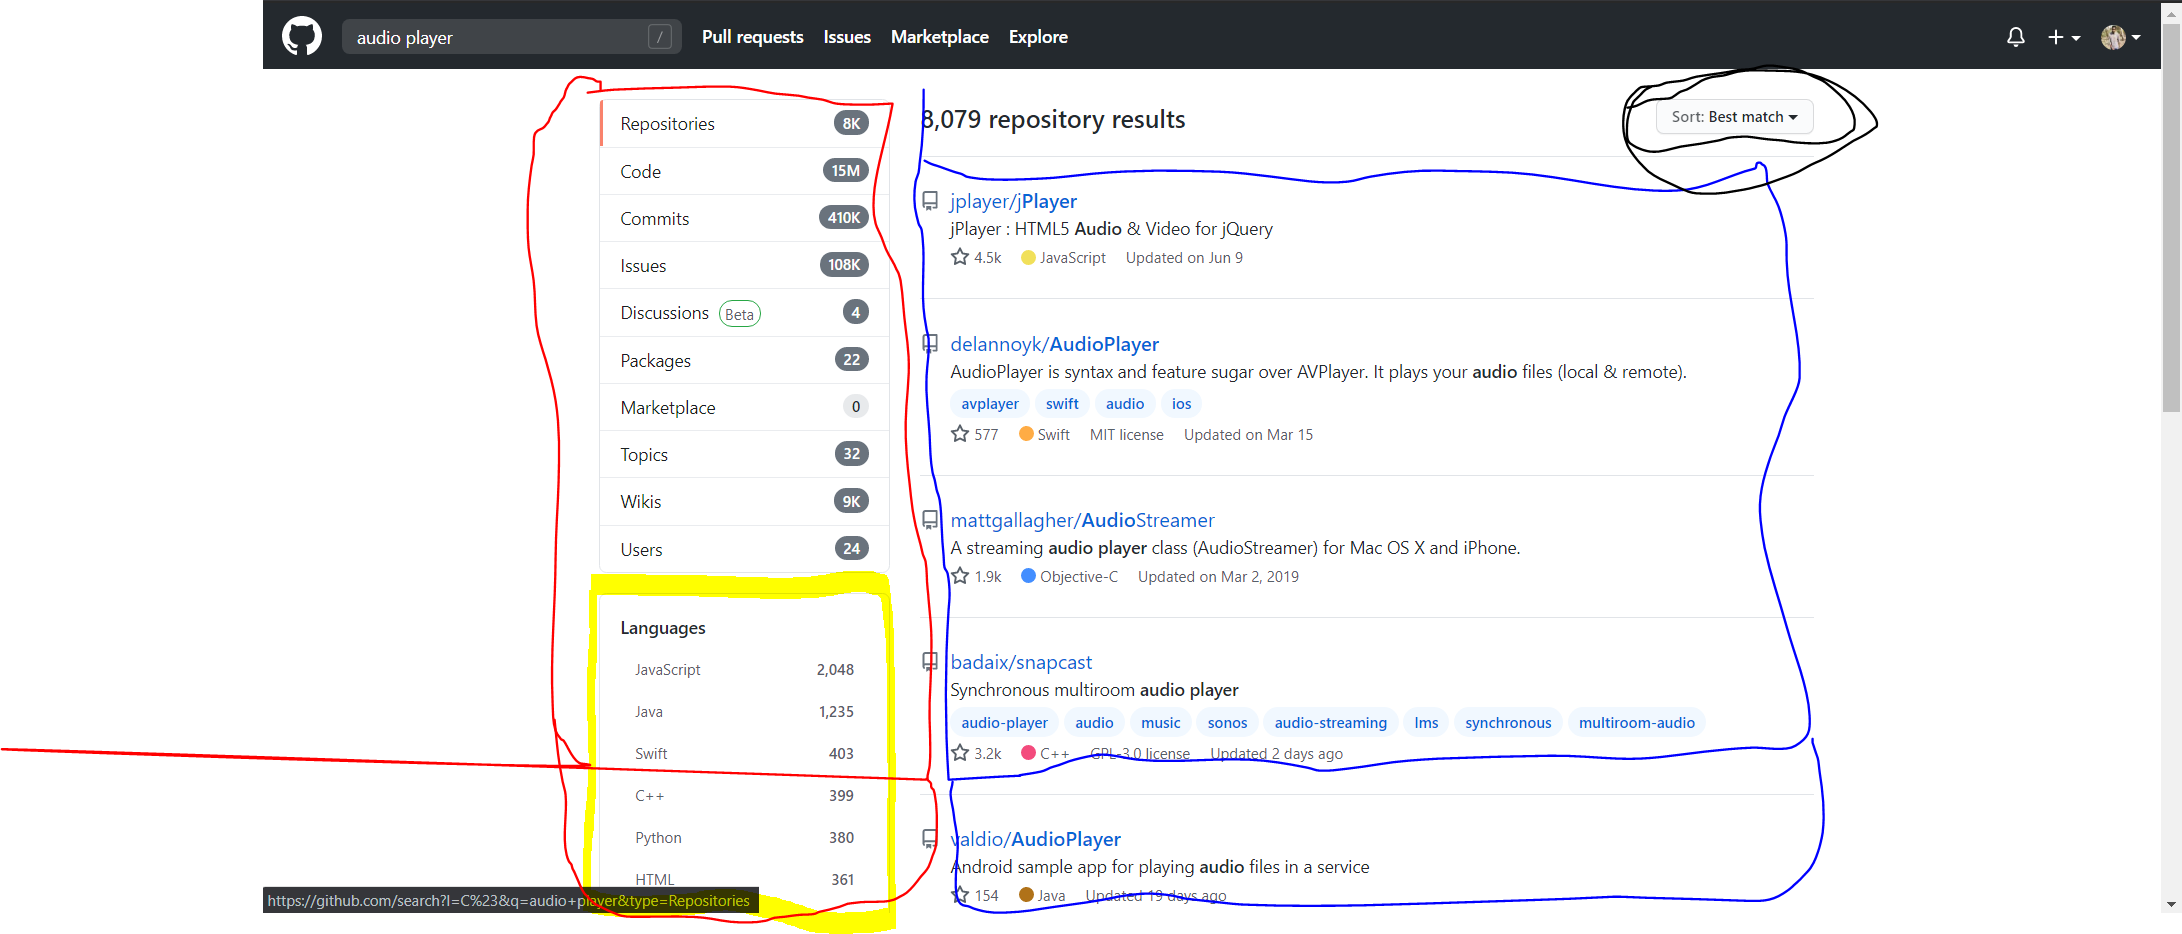 audio player /
Pull requests Issues Marketplace Explore
Repositories 8K
Code 15M
Commits 410K
Issues 108K
Discussions Beta 4
Packages 22
Marketplace 0
Topics 32
Wikis 9K
Users 24
Languages
JavaScript 2,048
Java 1,235
Swift 403
C++ 399
Python 380
HTML 361
https://github.com/search?l=C%23&q=audio+player&type=Repositories
8,079 repository results
Sort: Best match
jplayer/jPlayer
jPlayer : HTML5 Audio & Video for jQuery
4.5k JavaScript Updated on Jun 9
delannoyk/AudioPlayer
AudioPlayer is syntax and feature sugar over AVPlayer. It plays your audio files (local & remote).
avplayer swift audio ios
577 Swift MIT license Updated on Mar 15
mattgallagher/AudioStreamer
A streaming audio player class (AudioStreamer) for Mac OS X and iPhone.
1.9k Objective-C Updated on Mar 2, 2019
badaix/snapcast
Synchronous multiroom audio player
audio-player audio music sonos audio-streaming lms synchronous multiroom-audio
3.2k C++ GPL-3.0 license Updated 2 days ago
valdio/AudioPlayer
Android sample app for playing audio files in a service
154 Java Updated 19 days ago